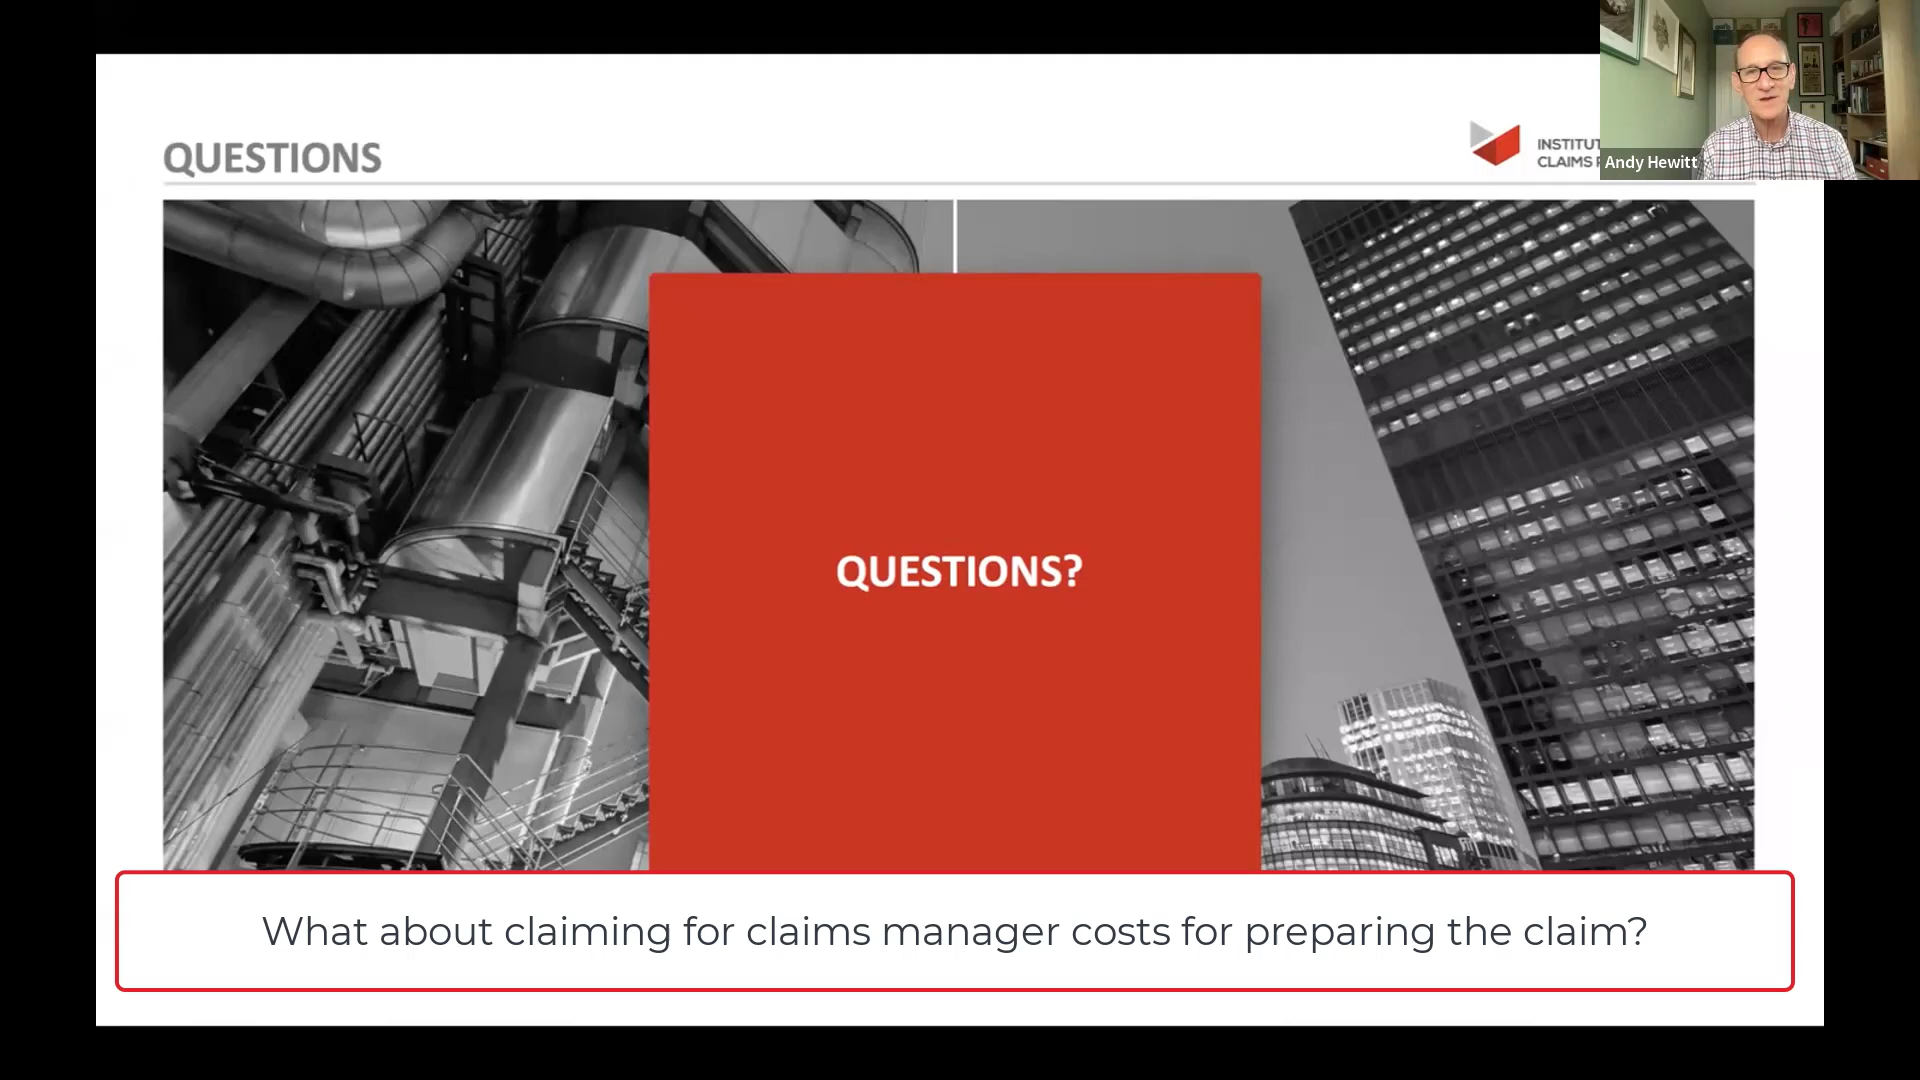 QUESTIONS
INSTITUT
CLAIMS
Andy Hewitt
QUESTIONS?
What about claiming for claims manager costs for preparing the claim?